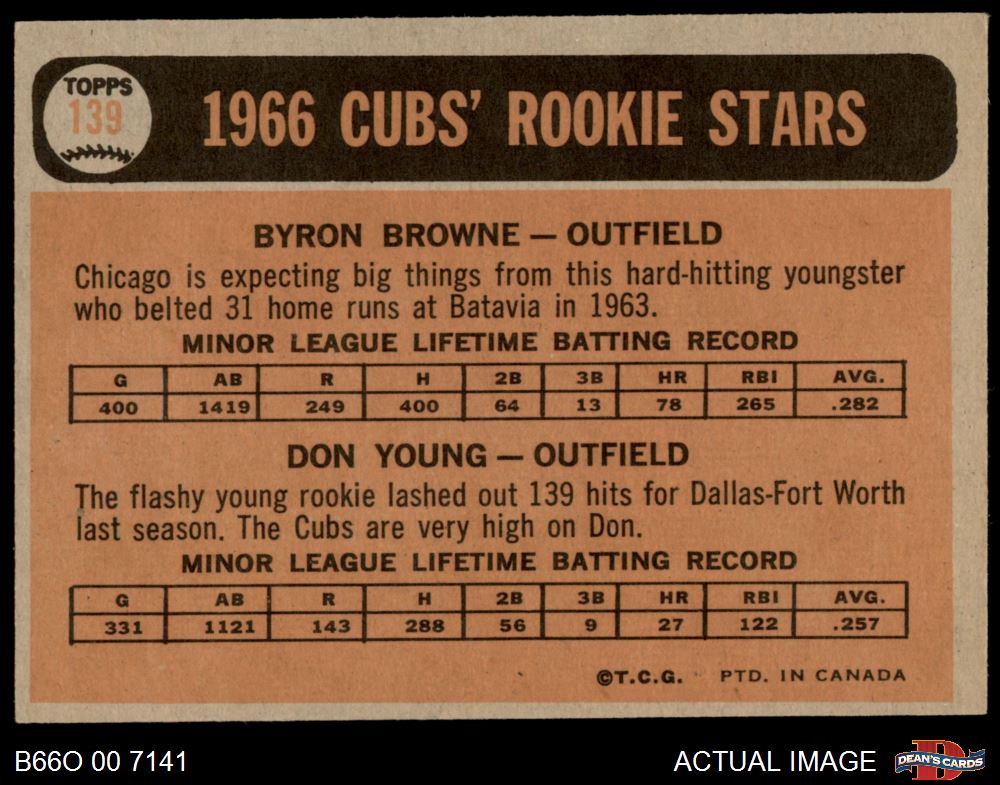 TOPPS
139
1966 CUBS' ROOKIE STARS
BYRON BROWNE — OUTFIELD
Chicago is expecting big things from this hard-hitting youngster
who belted 31 home runs at Batavia in 1963.
MINOR LEAGUE LIFETIME BATTING RECORD
G AB R H 2B 3B HR RBI AVG.
400 1419 249 400 64 13 78 265 .282
DON YOUNG — OUTFIELD
The flashy young rookie lashed out 139 hits for Dallas-Fort Worth
last season. The Cubs are very high on Don.
MINOR LEAGUE LIFETIME BATTING RECORD
G AB R H 2B 3B HR RBI AVG.
331 1121 143 288 56 9 27 122 .257
©T.C.G. PTD. IN CANADA
B66O 00 7141
ACTUAL IMAGE
DEAN'S CARDS